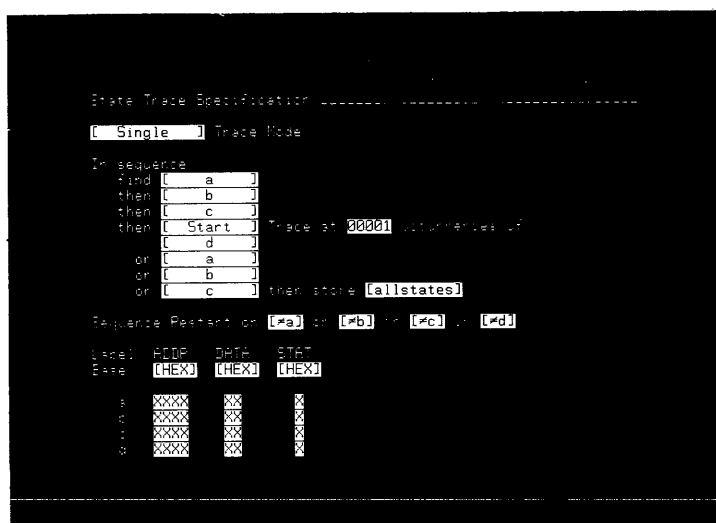 State Trace Specification
[ Single ] Trace Mode
In sequence
find [ a ]
then [ b ]
then [ c ]
then [ Start ] Trace at 00001 occurrences of
[ d ]
or [ a ]
or [ b ]
or [ c ] then store [allstates]
Sequence Restart on [≠a] or [≠b] or [≠c] or [≠d]
Label ADDR DATA STAT
Base [HEX] [HEX] [HEX]
a XXXX XX X
b XXXX XX X
c XXXX XX X
d XXXX XX X